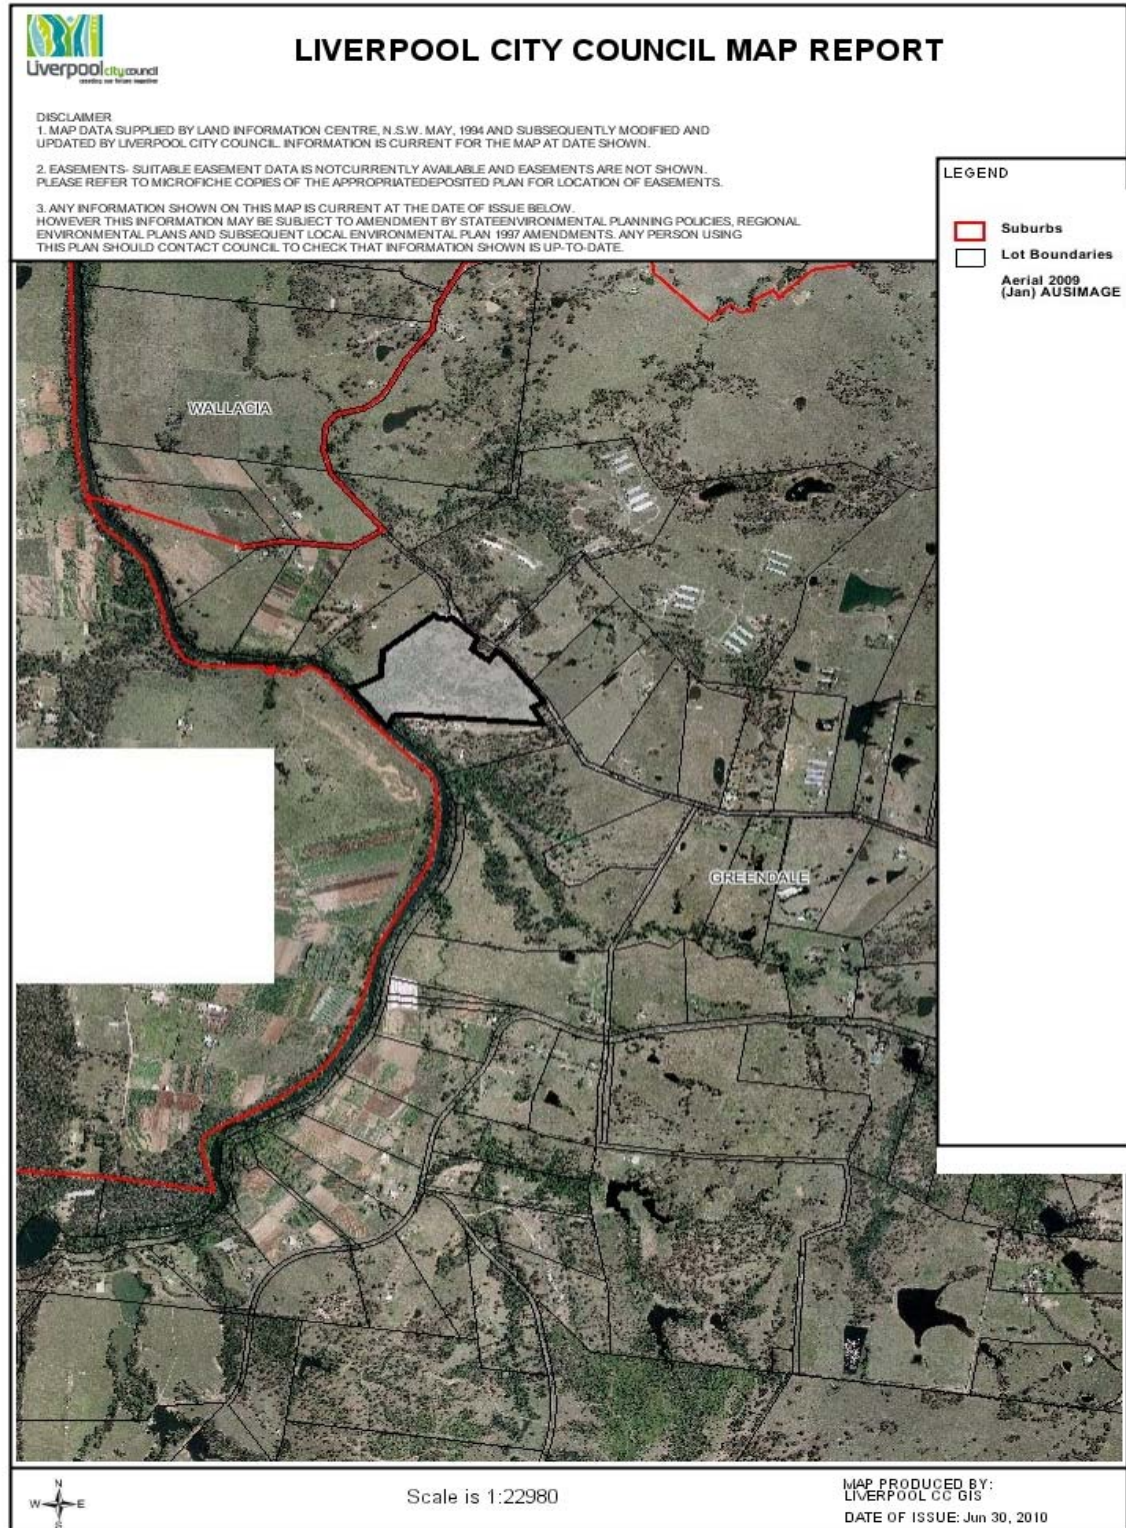 Liverpool city council
LIVERPOOL CITY COUNCIL MAP REPORT
DISCLAIMER
1. MAP DATA SUPPLIED BY LAND INFORMATION CENTRE, N.S.W. MAY, 1994 AND SUBSEQUENTLY MODIFIED AND
UPDATED BY LIVERPOOL CITY COUNCIL. INFORMATION IS CURRENT FOR THE MAP AT DATE SHOWN.
2. EASEMENTS- SUITABLE EASEMENT DATA IS NOTCURRENTLY AVAILABLE AND EASEMENTS ARE NOT SHOWN.
PLEASE REFER TO MICROFICHE COPIES OF THE APPROPRIATEDEPOSITED PLAN FOR LOCATION OF EASEMENTS.
3. ANY INFORMATION SHOWN ON THIS MAP IS CURRENT AT THE DATE OF ISSUE BELOW.
HOWEVER THIS INFORMATION MAY BE SUBJECT TO AMENDMENT BY STATEENVIRONMENTAL PLANNING POLICIES, REGIONAL
ENVIRONMENTAL PLANS AND SUBSEQUENT LOCAL ENVIRONMENTAL PLAN 1997 AMENDMENTS. ANY PERSON USING
THIS PLAN SHOULD CONTACT COUNCIL TO CHECK THAT INFORMATION SHOWN IS UP-TO-DATE.
LEGEND
Suburbs
Lot Boundaries
Aerial 2009
(Jan) AUSIMAGE
WALLACIA
GREENDALE
N
W E
S
Scale is 1:22980
MAP PRODUCED BY:
LIVERPOOL CC GIS
DATE OF ISSUE: Jun 30, 2010